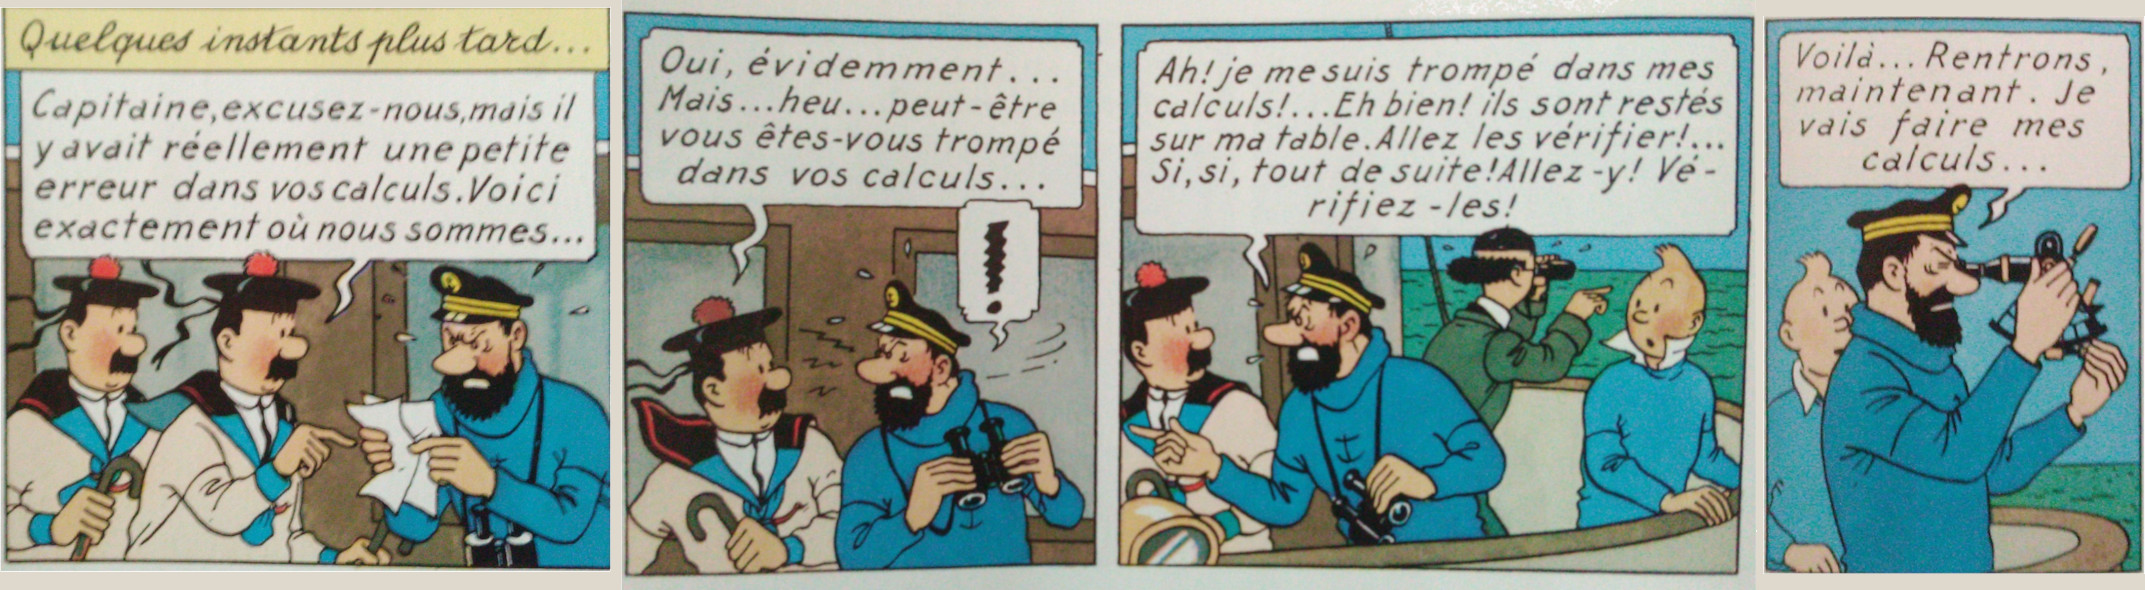 Quelques instants plus tard...
Capitaine, excusez-nous, mais il
y avait réellement une petite
erreur dans vos calculs. Voici
exactement où nous sommes...
Oui, évidemment...
Mais...heu...peut-être
vous êtes-vous trompé
dans vos calculs...
!
Ah! je me suis trompé dans mes
calculs!...Eh bien! ils sont restés
sur ma table. Allez les vérifier!...
Si, si, tout de suite! Allez-y! Vé-
rifiez-les!
Voilà... Rentrons,
maintenant. Je
vais faire mes
calculs...